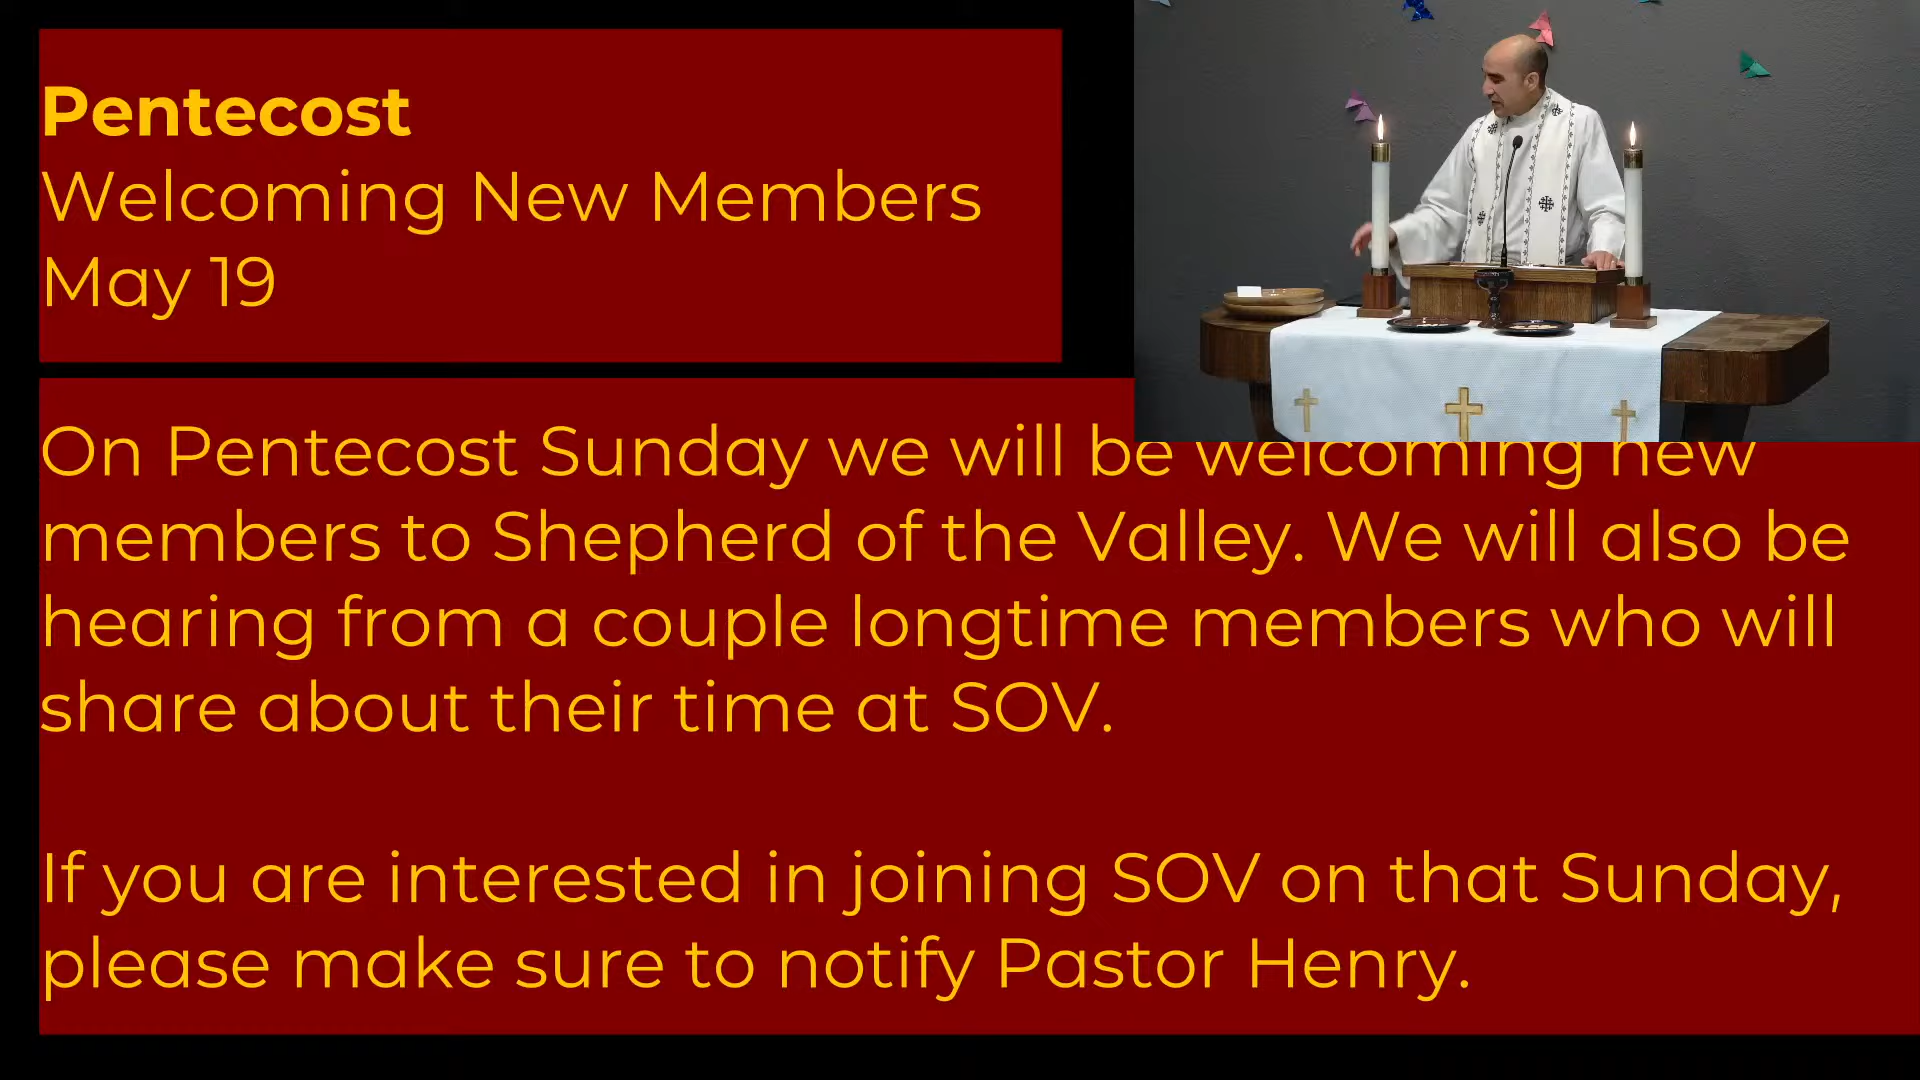 Pentecost
Welcoming New Members
May 19
On Pentecost Sunday we will be welcoming new
members to Shepherd of the Valley. We will also be
hearing from a couple longtime members who will
share about their time at SOV.
If you are interested in joining SOV on that Sunday,
please make sure to notify Pastor Henry.